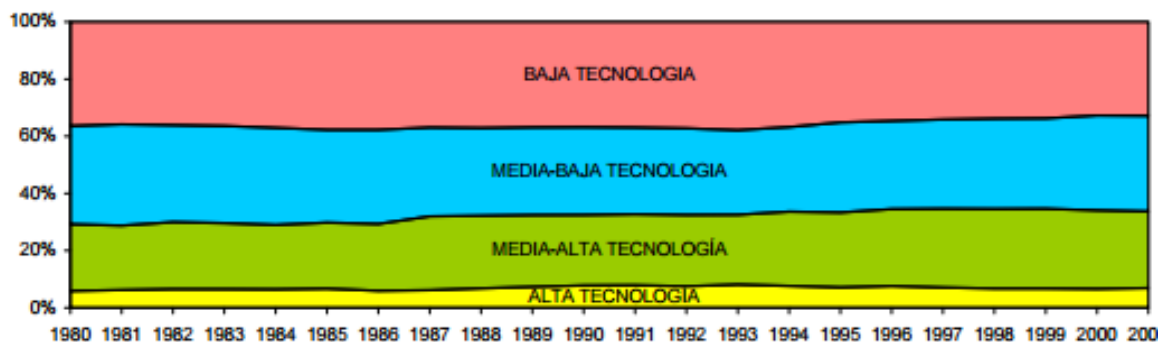 100%
BAJA TECNOLOGIA
80%
60%
MEDIA-BAJA TECNOLOGIA
40%
MEDIA-ALTA TECNOLOGÍA
20%
ALTA TECNOLOGÍA
0%
1980 1981 1982 1983 1984 1985 1986 1987 1988 1989 1990 1991 1992 1993 1994 1995 1996 1997 1998 1999 2000 200